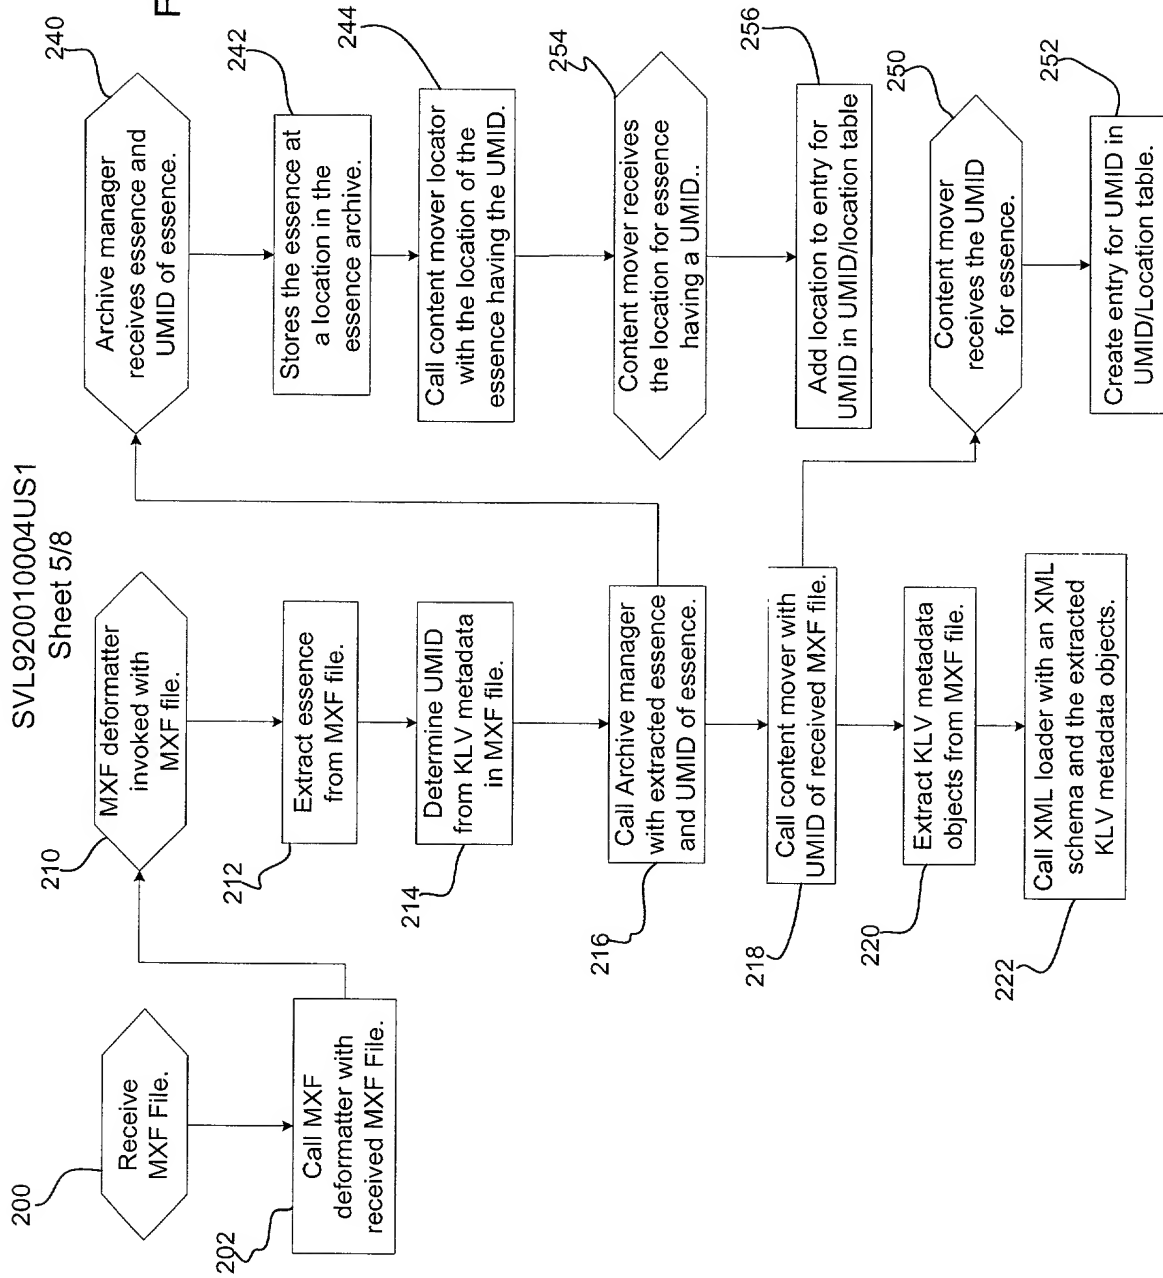 SVL920010004US1
Sheet 5/8
200
Receive
MXF File.
202
Call MXF
deformatter with
received MXF File.
210
MXF deformatter
invoked with
MXF file.
212
Extract essence
from MXF file.
214
Determine UMID
from KLV metadata
in MXF file.
216
Call Archive manager
with extracted essence
and UMID of essence.
218
Call content mover with
UMID of received MXF file.
220
Extract KLV metadata
objects from MXF file.
222
Call XML loader with an XML
schema and the extracted
KLV metadata objects.
240
Archive manager
receives essence and
UMID of essence.
242
Stores the essence at
a location in the
essence archive.
244
Call content mover locator
with the location of the
essence having the UMID.
254
Content mover receives
the location for essence
having a UMID..
256
Add location to entry for
UMID in UMID/location table
250
Content mover
receives the UMID
for essence.
252
Create entry for UMID in
UMID/Location table.
F